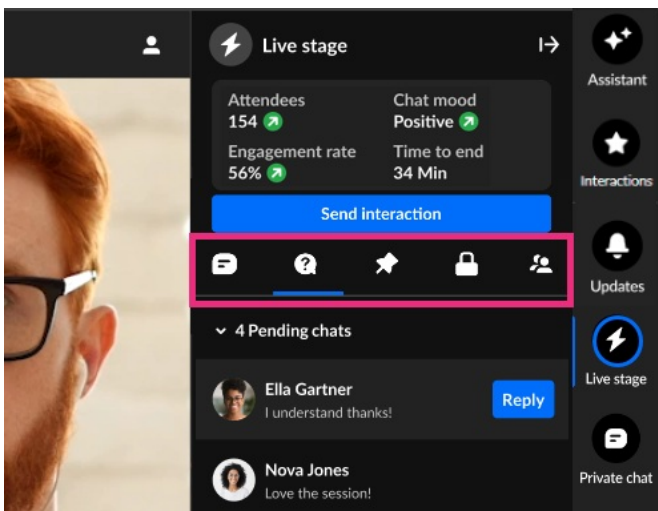 Live stage
Attendees
154
Chat mood
Positive
Engagement rate
56%
Time to end
34 Min
Send interaction
4 Pending chats
Ella Gartner
I understand thanks!
Reply
Nova Jones
Love the session!
Assistant
Interactions
Updates
Live stage
Private chat